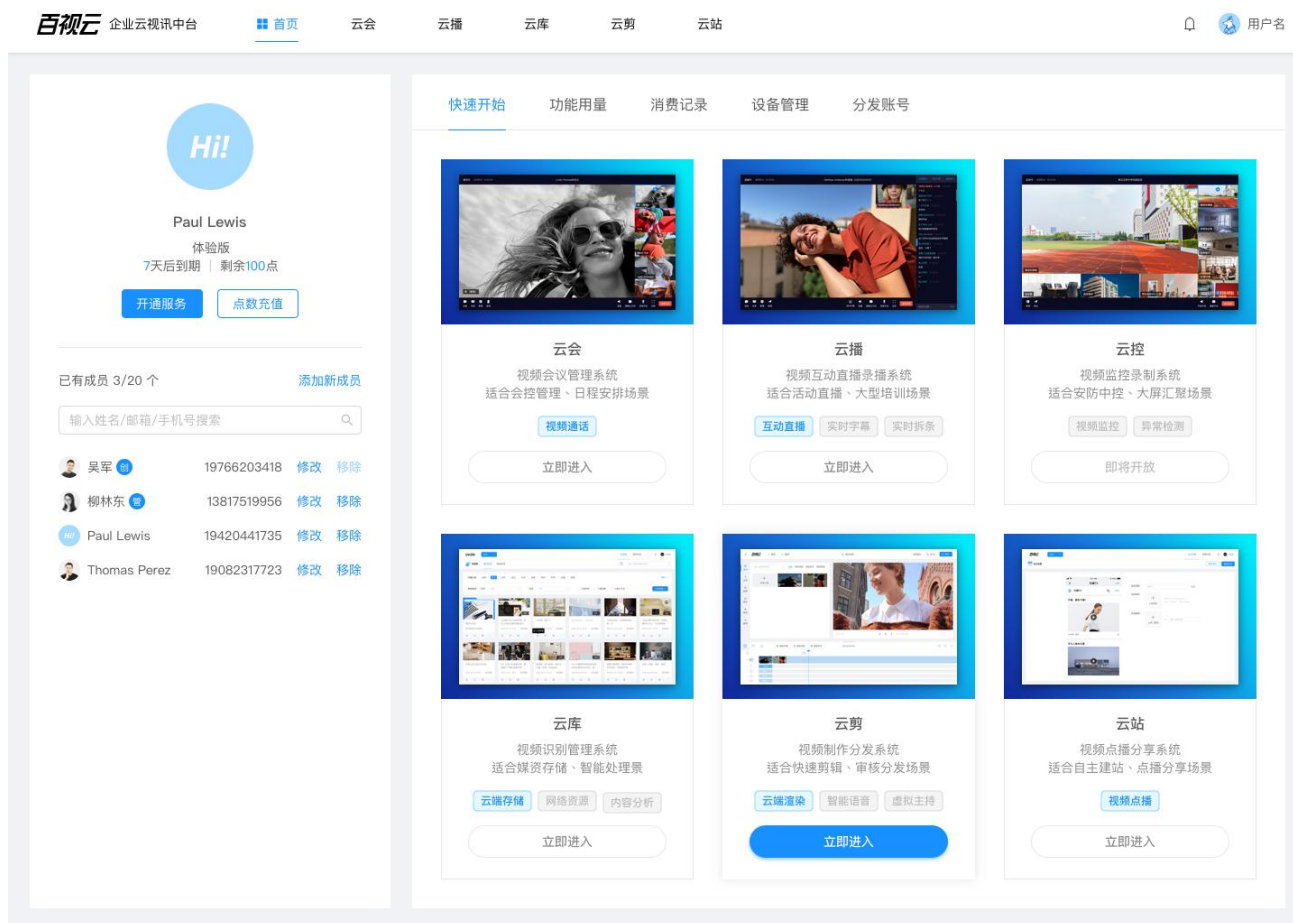 百视云 企业云视讯中台 首页 云会 云播 云库 云剪 云站 用户名
Hi!
Paul Lewis
体验版
7天后到期 | 剩余100点
开通服务 点数充值
已有成员 3/20 个 添加新成员
输入姓名/邮箱/手机号搜索
吴军 创 19766203418 修改 移除
柳林东 管 13817519956 修改 移除
Hi! Paul Lewis 19420441735 修改 移除
Thomas Perez 19082317723 修改 移除
快速开始 功能用量 消费记录 设备管理 分发账号
云会
视频会议管理系统
适合会控管理、日程安排场景
视频通话
立即进入
云播
视频互动直播录播系统
适合活动直播、大型培训场景
互动直播 实时字幕 实时拆条
立即进入
云控
视频监控录制系统
适合安防中控、大屏汇聚场景
视频监控 异常检测
即将开放
云库
视频识别管理系统
适合媒资存储、智能处理景
云端存储 网络资源 内容分析
立即进入
云剪
视频制作分发系统
适合快速剪辑、审核分发场景
云端渲染 智能语音 虚拟主持
立即进入
云站
视频点播分享系统
适合自主建站、点播分享场景
视频点播
立即进入